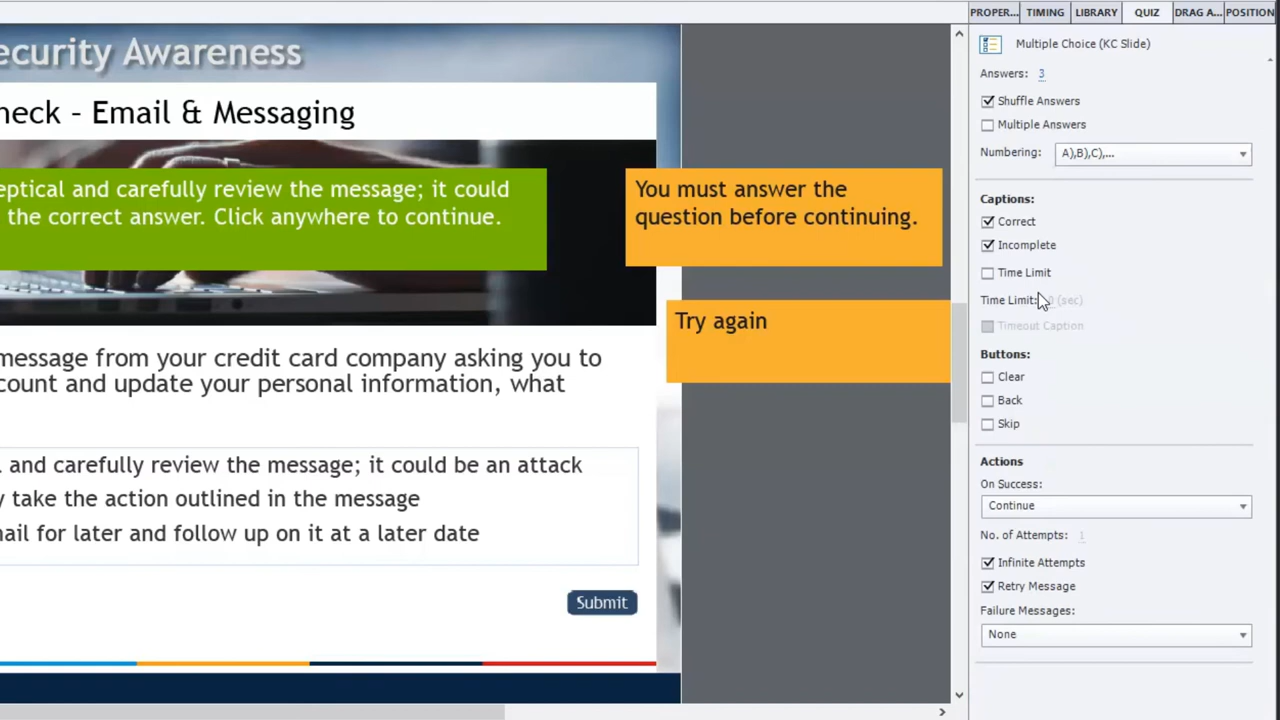 PROPER... TIMING LIBRARY QUIZ DRAG A... POSITION
Multiple Choice (KC Slide)
Answers: 3
Shuffle Answers
Multiple Answers
Numbering: A),B),C),...
Captions:
Correct
Incomplete
Time Limit
Time Limit: (sec)
Timeout Caption
Buttons:
Clear
Back
Skip
Actions
On Success:
Continue
No. of Attempts: 1
Infinite Attempts
Retry Message
Failure Messages:
None
ecurity Awareness
heck - Email & Messaging
eptical and carefully review the message; it could
the correct answer. Click anywhere to continue.
You must answer the
question before continuing.
Try again
message from your credit card company asking you to
count and update your personal information, what
and carefully review the message; it could be an attack
y take the action outlined in the message
nail for later and follow up on it at a later date
Submit